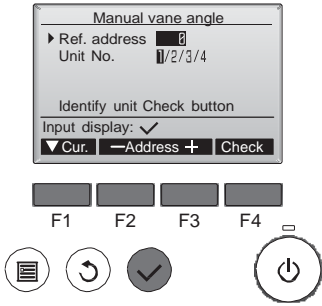 Manual vane angle
Ref. address 0
Unit No. 1/2/3/4
Identify unit Check button
Input display: ✓
▼ Cur. −Address + Check
F1 F2 F3 F4